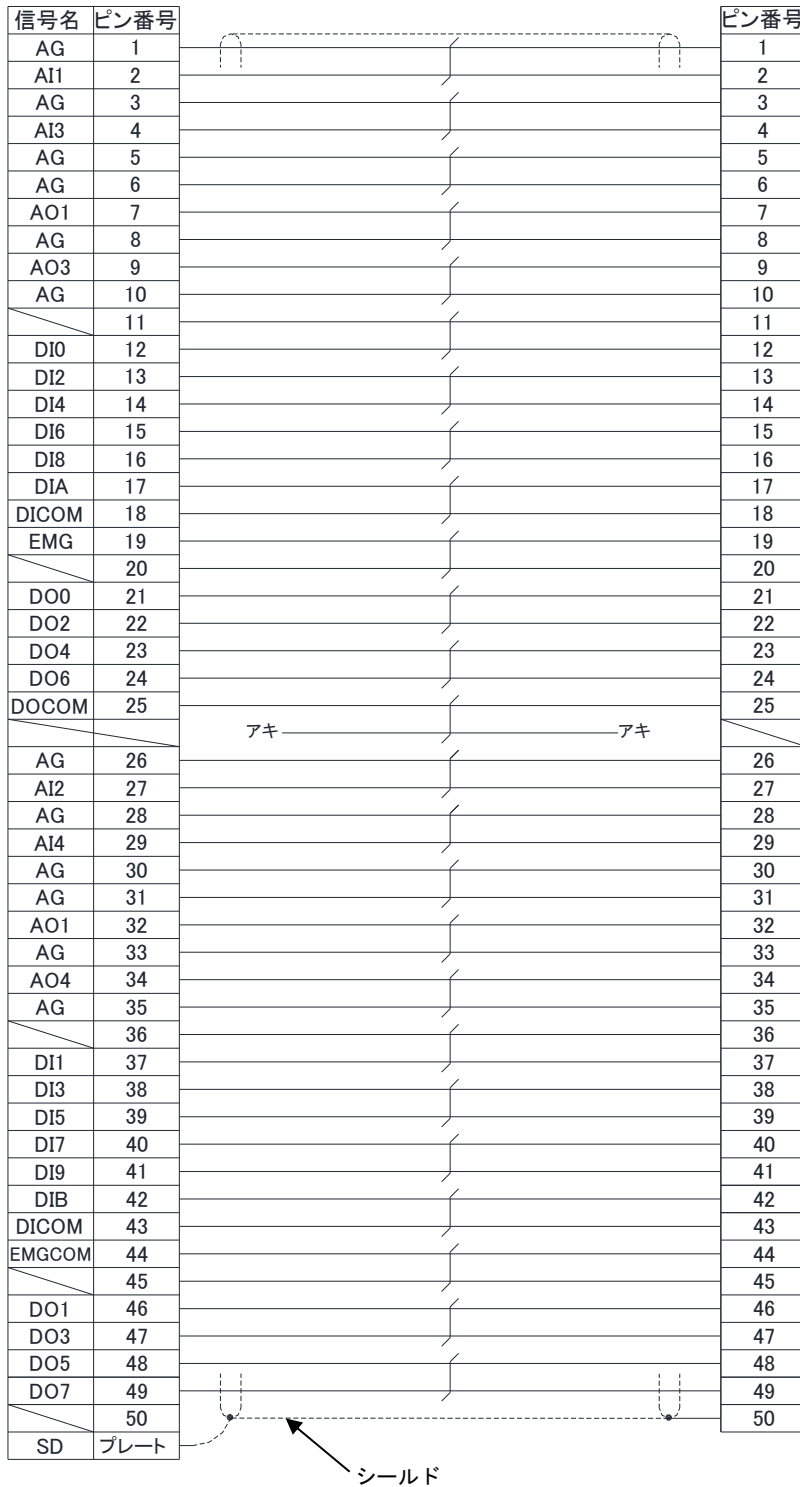 信号名 ピン番号 ピン番号
AG 1 1
AI1 2 2
AG 3 3
AI3 4 4
AG 5 5
AG 6 6
AO1 7 7
AG 8 8
AO3 9 9
AG 10 10
11 11
DI0 12 12
DI2 13 13
DI4 14 14
DI6 15 15
DI8 16 16
DIA 17 17
DICOM 18 18
EMG 19 19
20 20
DO0 21 21
DO2 22 22
DO4 23 23
DO6 24 24
DOCOM 25 25
アキ アキ
AG 26 26
AI2 27 27
AG 28 28
AI4 29 29
AG 30 30
AG 31 31
AO1 32 32
AG 33 33
AO4 34 34
AG 35 35
36 36
DI1 37 37
DI3 38 38
DI5 39 39
DI7 40 40
DI9 41 41
DIB 42 42
DICOM 43 43
EMGCOM 44 44
45 45
DO1 46 46
DO3 47 47
DO5 48 48
DO7 49 49
50 50
SD プレート
シールド